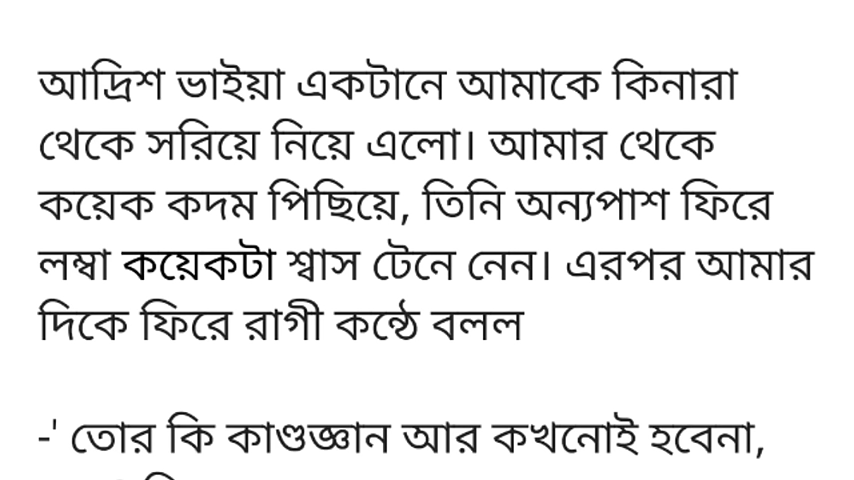 আদ্রিশ ভাইয়া একটানে আমাকে কিনারা
থেকে সরিয়ে নিয়ে এলো। আমার থেকে
কয়েক কদম পিছিয়ে, তিনি অন্যপাশ ফিরে
লম্বা কয়েকটা শ্বাস টেনে নেন। এরপর আমার
দিকে ফিরে রাগী কন্ঠে বলল
-' তোর কি কাণ্ডজ্ঞান আর কখনোই হবেনা,